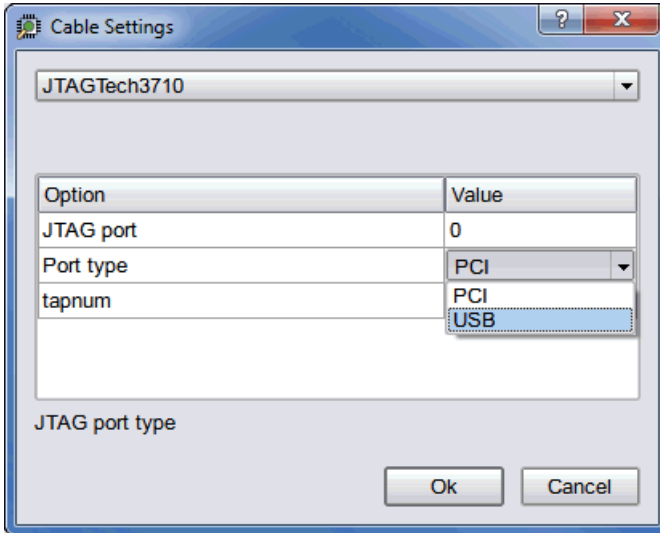 Cable Settings
?
X
JTAGTech3710
Option Value
JTAG port 0
Port type PCI
tapnum PCI
USB
JTAG port type
Ok Cancel